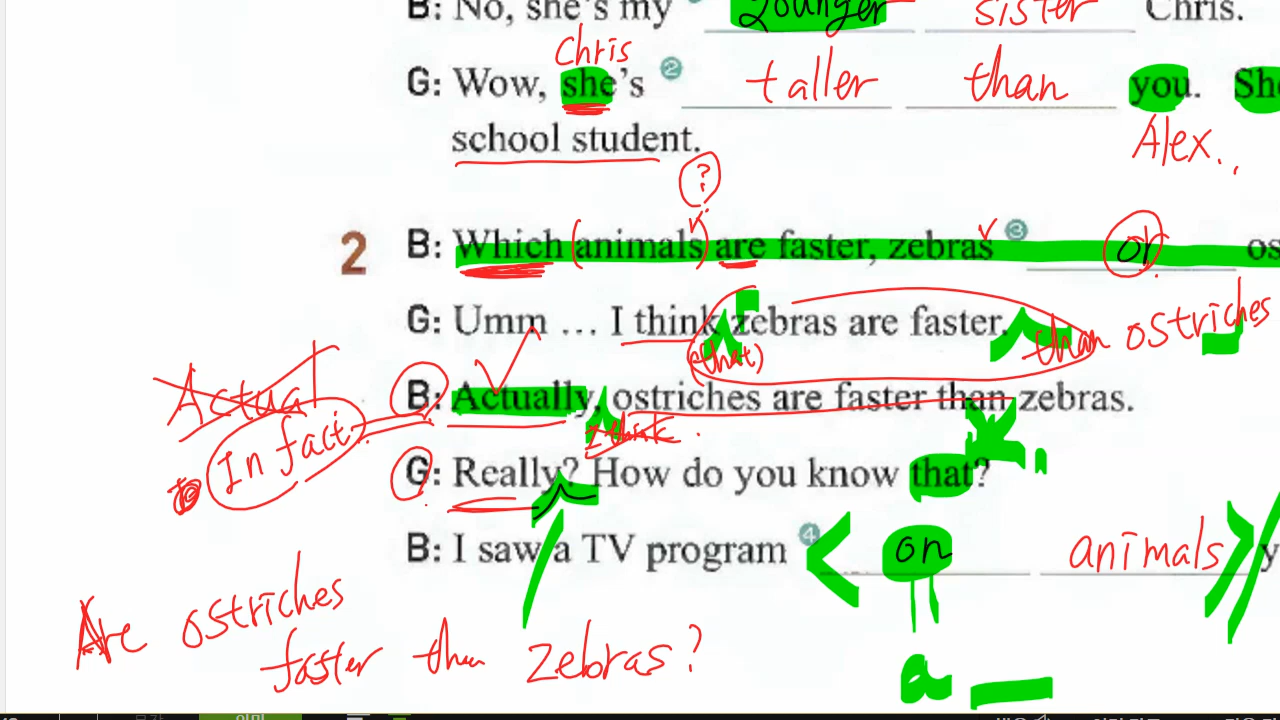 B: No, she's my younger sister Chris.
Chris
G: Wow, she's ② taller than you. Sh
school student.
Alex..
?
2 B: Which (animals) are faster, zebras ③ or os
G: Umm ... I think zebras are faster. than ostriches
(that)
Actual
B: Actually, ostriches are faster than zebras.
I think.
In fact.
G: Really? How do you know that?
B: I saw a TV program ④ < on animals > y
Are ostriches
faster than zebras?
a